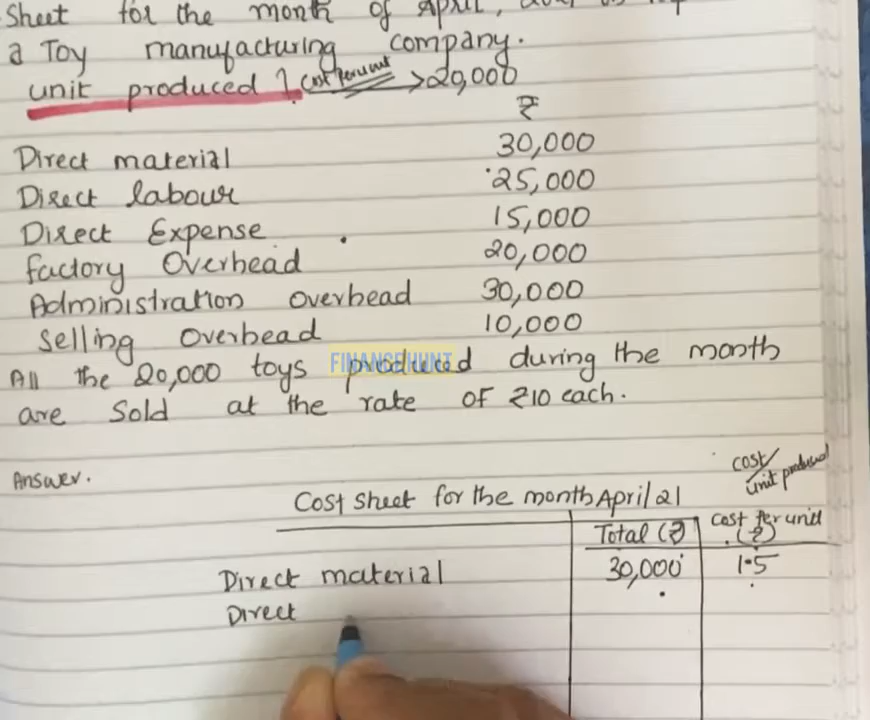 Sheet for the month of April,
a Toy manufacturing company.
unit produced } cost per unit > 20,000
₹
Direct material 30,000
Direct labour 25,000
Direct Expense 15,000
factory Overhead 20,000
Administration overhead 30,000
Selling Overhead 10,000
FINANCEHUNT
All the 20,000 toys produced during the month
are sold at the rate of ₹10 each.
Answer.
cost/
unit produced
Cost sheet for the month April/21
Total (₹) Cost per unit (₹)
Direct material 30,000 1.5
Direct